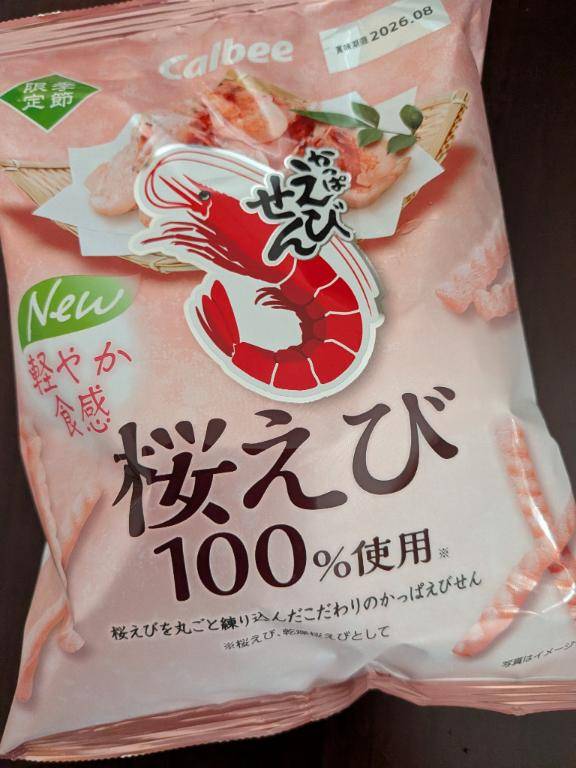 Calbee
賞味期限 2026.08
季節
限定
かっぱ
えび
せん
New
軽やか
食感
桜えび
100%使用※
桜えびを丸ごと練り込んだこだわりのかっぱえびせん
※桜えび、乾燥桜えびとして
写真はイメージ